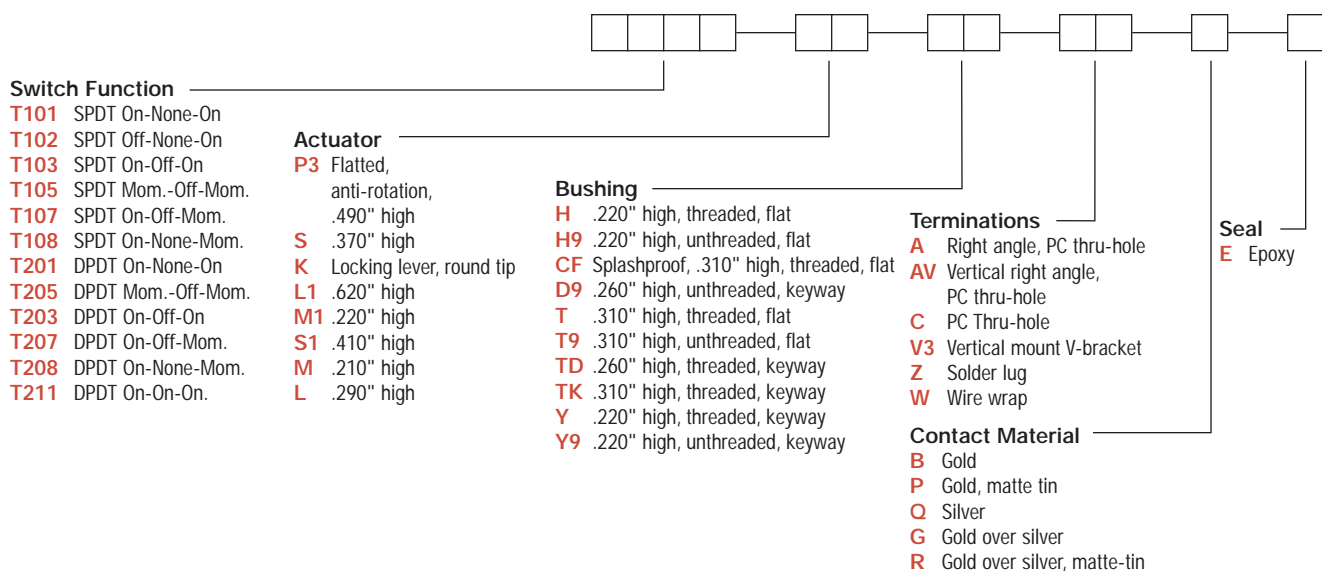 Switch Function
T101 SPDT On-None-On
T102 SPDT Off-None-On
T103 SPDT On-Off-On
T105 SPDT Mom.-Off-Mom.
T107 SPDT On-Off-Mom.
T108 SPDT On-None-Mom.
T201 DPDT On-None-On
T205 DPDT Mom.-Off-Mom.
T203 DPDT On-Off-On
T207 DPDT On-Off-Mom.
T208 DPDT On-None-Mom.
T211 DPDT On-On-On.
Actuator
P3 Flatted,
anti-rotation,
.490" high
S .370" high
K Locking lever, round tip
L1 .620" high
M1 .220" high
S1 .410" high
M .210" high
L .290" high
Bushing
H .220" high, threaded, flat
H9 .220" high, unthreaded, flat
CF Splashproof, .310" high, threaded, flat
D9 .260" high, unthreaded, keyway
T .310" high, threaded, flat
T9 .310" high, unthreaded, flat
TD .260" high, threaded, keyway
TK .310" high, threaded, keyway
Y .220" high, threaded, keyway
Y9 .220" high, unthreaded, keyway
Terminations
A Right angle, PC thru-hole
AV Vertical right angle,
PC thru-hole
C PC Thru-hole
V3 Vertical mount V-bracket
Z Solder lug
W Wire wrap
Contact Material
B Gold
P Gold, matte tin
Q Silver
G Gold over silver
R Gold over silver, matte-tin
Seal
E Epoxy